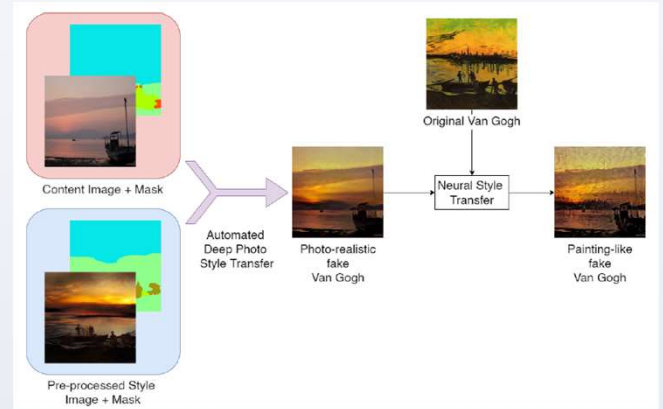 Original Van Gogh
Content Image + Mask
Neural Style
Transfer
Automated
Deep Photo
Style Transfer
Photo-realistic
fake
Van Gogh
Painting-like
fake
Van Gogh
Pre-processed Style
Image + Mask